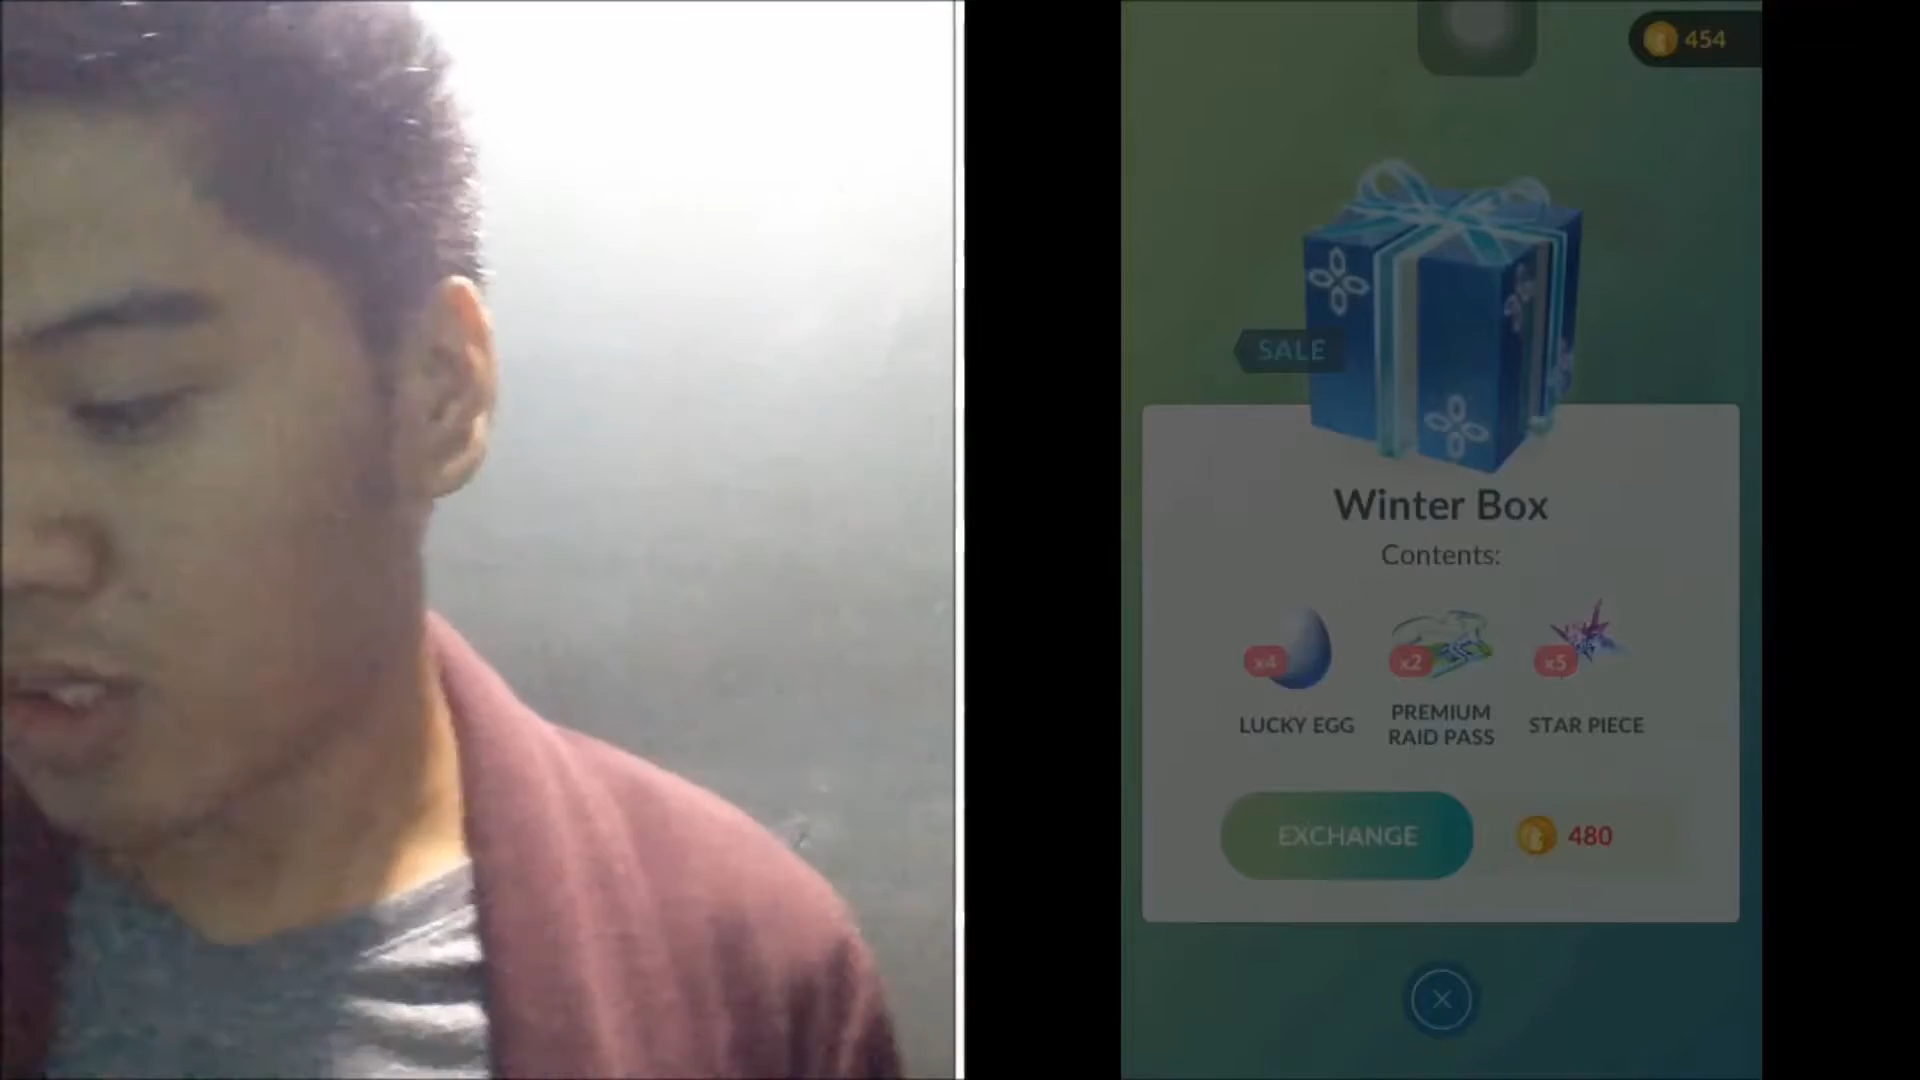 454
SALE
Winter Box
Contents:
x4
x2
x5
LUCKY EGG
PREMIUM
RAID PASS
STAR PIECE
EXCHANGE
480